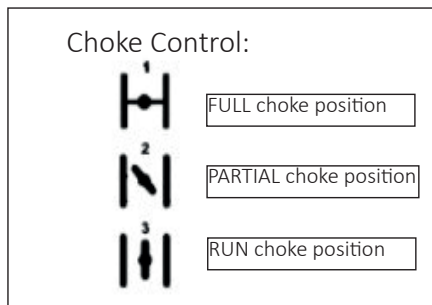 Choke Control:
1
FULL choke position
2
PARTIAL choke position
3
RUN choke position